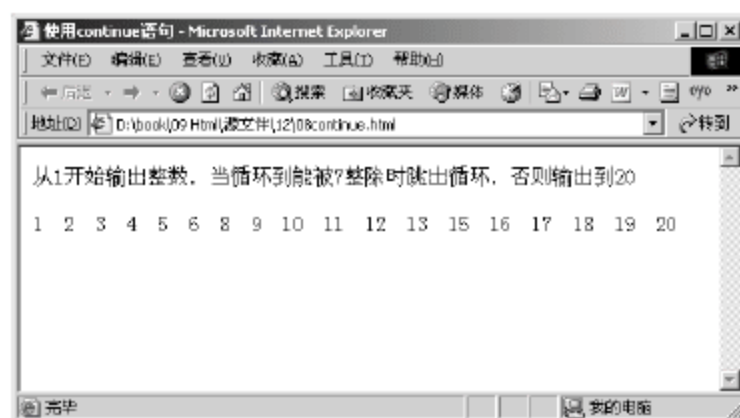 使用continue语句 - Microsoft Internet Explorer
文件(F) 编辑(E) 查看(V) 收藏(A) 工具(T) 帮助(H)
后退 搜索 收藏夹 媒体
地址(D) D:\book\09 Html\源文件\12\08continue.html 转到
从1开始输出整数，当循环到能被7整除时跳出循环，否则输出到20
1 2 3 4 5 6 8 9 10 11 12 13 15 16 17 18 19 20
完毕 我的电脑